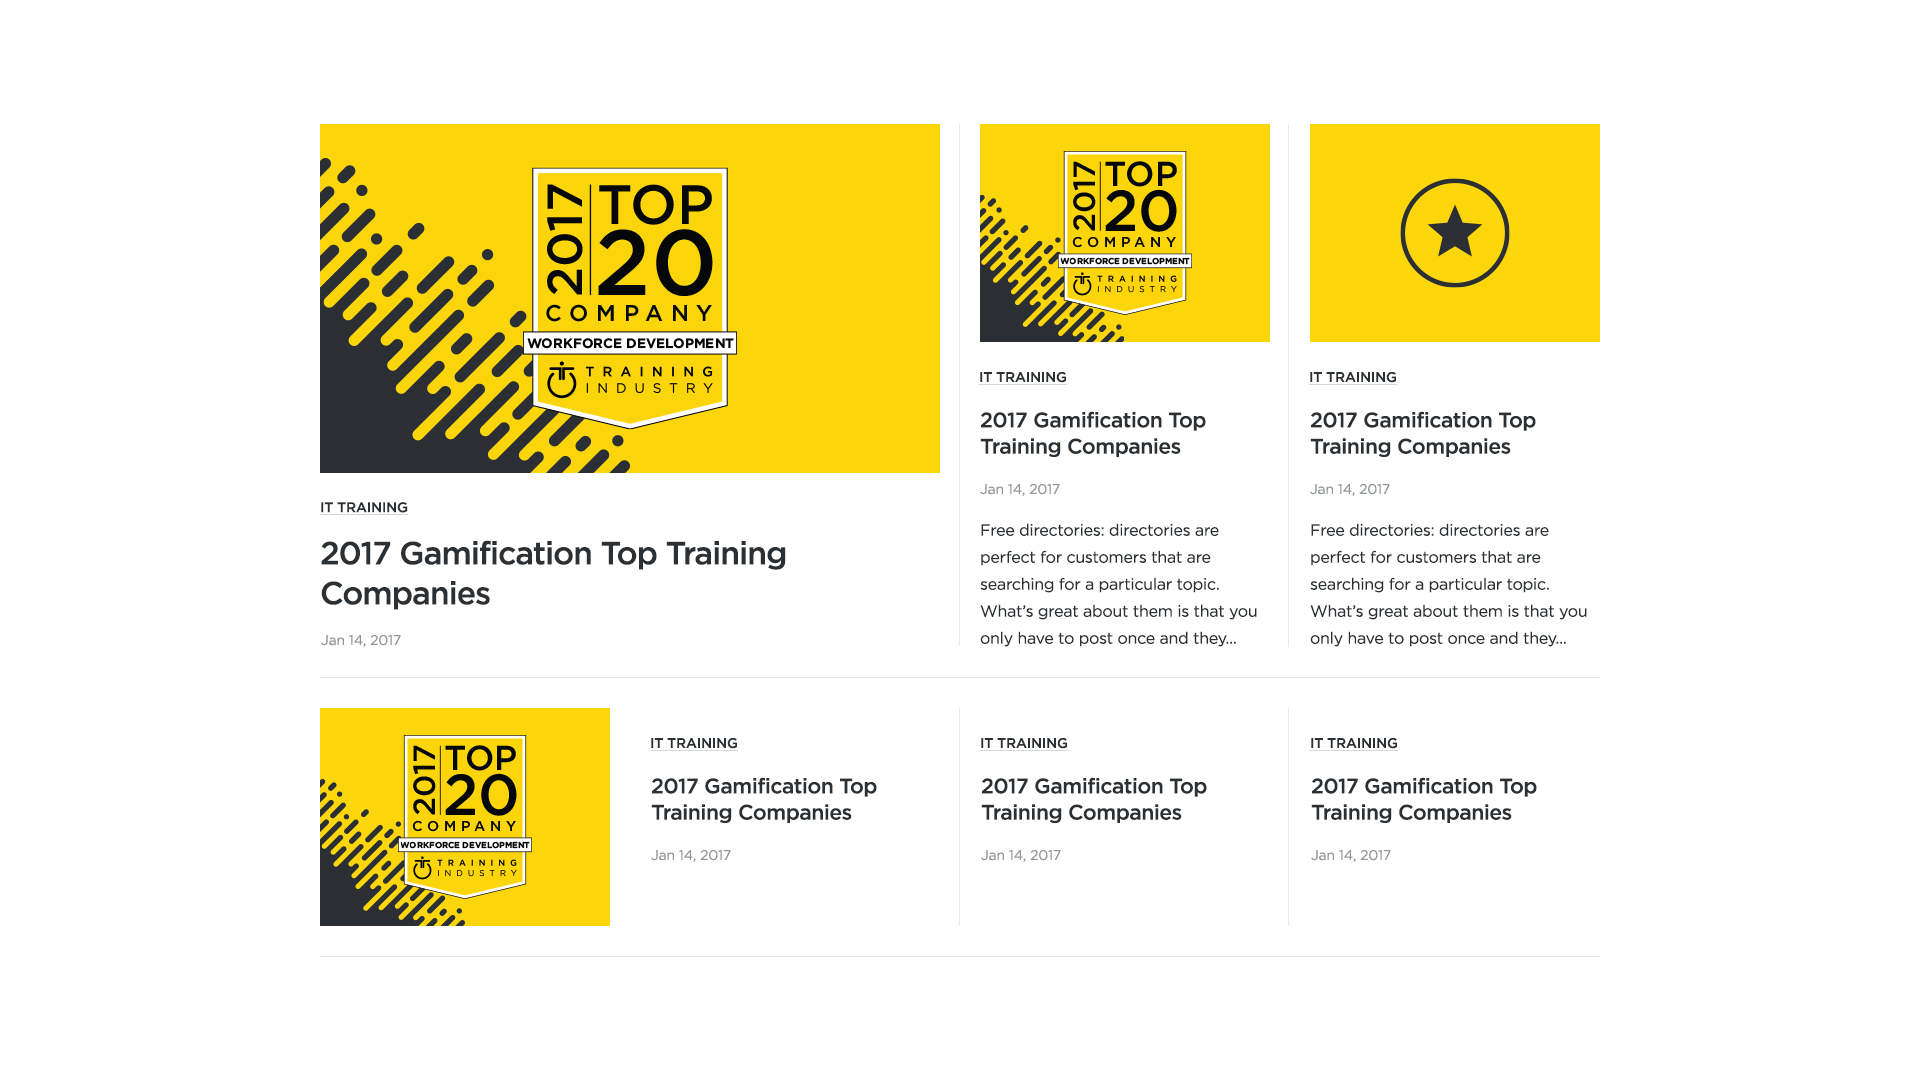 2017
TOP
20
COMPANY
WORKFORCE DEVELOPMENT
TRAINING
INDUSTRY
IT TRAINING
2017 Gamification Top Training
Companies
Jan 14, 2017
2017
TOP
20
COMPANY
WORKFORCE DEVELOPMENT
TRAINING
INDUSTRY
IT TRAINING
2017 Gamification Top
Training Companies
Jan 14, 2017
Free directories: directories are
perfect for customers that are
searching for a particular topic.
What’s great about them is that you
only have to post once and they...
IT TRAINING
2017 Gamification Top
Training Companies
Jan 14, 2017
Free directories: directories are
perfect for customers that are
searching for a particular topic.
What’s great about them is that you
only have to post once and they...
2017
TOP
20
COMPANY
WORKFORCE DEVELOPMENT
TRAINING
INDUSTRY
IT TRAINING
2017 Gamification Top
Training Companies
Jan 14, 2017
IT TRAINING
2017 Gamification Top
Training Companies
Jan 14, 2017
IT TRAINING
2017 Gamification Top
Training Companies
Jan 14, 2017